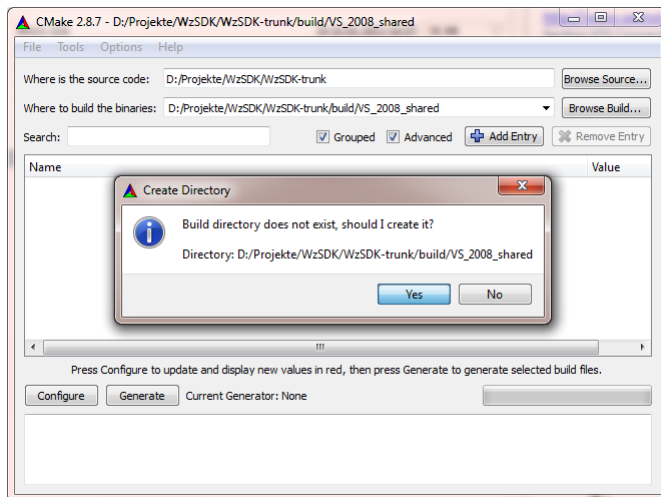 CMake 2.8.7 - D:/Projekte/WzSDK/WzSDK-trunk/build/VS_2008_shared
File Tools Options Help
Where is the source code: D:/Projekte/WzSDK/WzSDK-trunk Browse Source...
Where to build the binaries: D:/Projekte/WzSDK/WzSDK-trunk/build/VS_2008_shared Browse Build...
Search: Grouped Advanced Add Entry Remove Entry
Name Value
Create Directory
Build directory does not exist, should I create it?
Directory: D:/Projekte/WzSDK/WzSDK-trunk/build/VS_2008_shared
Yes No
Press Configure to update and display new values in red, then press Generate to generate selected build files.
Configure Generate Current Generator: None